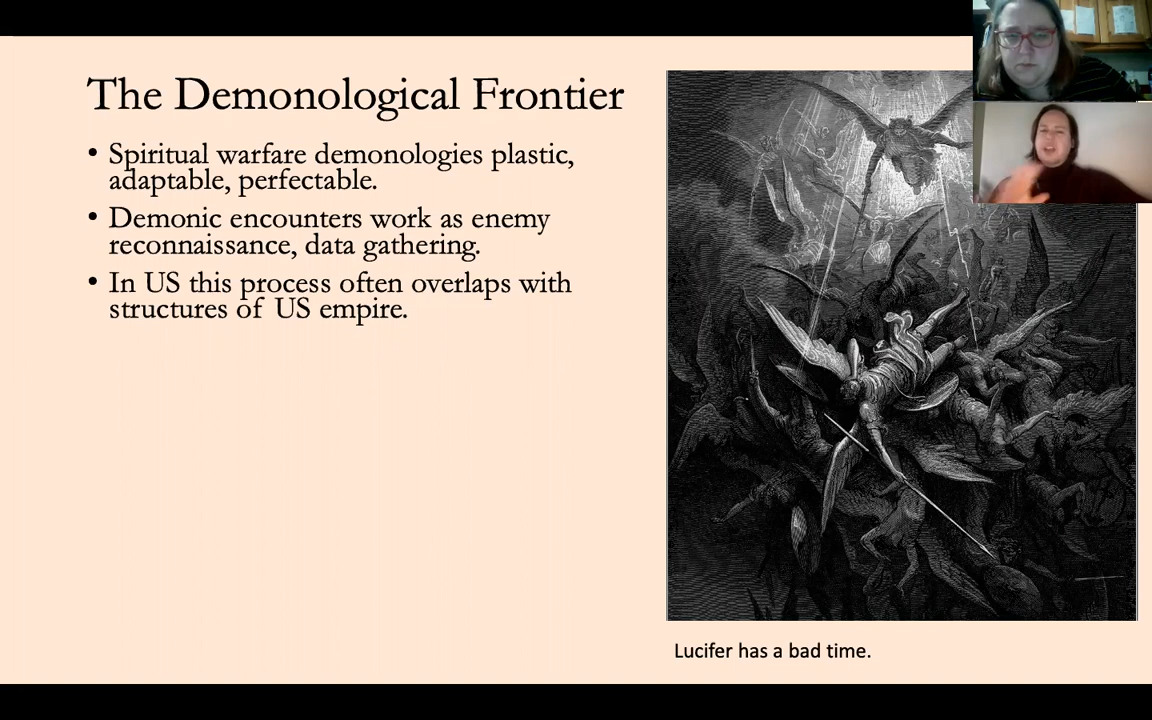 The Demonological Frontier
• Spiritual warfare demonologies plastic,
adaptable, perfectable.
• Demonic encounters work as enemy
reconnaissance, data gathering.
• In US this process often overlaps with
structures of US empire.
Lucifer has a bad time.